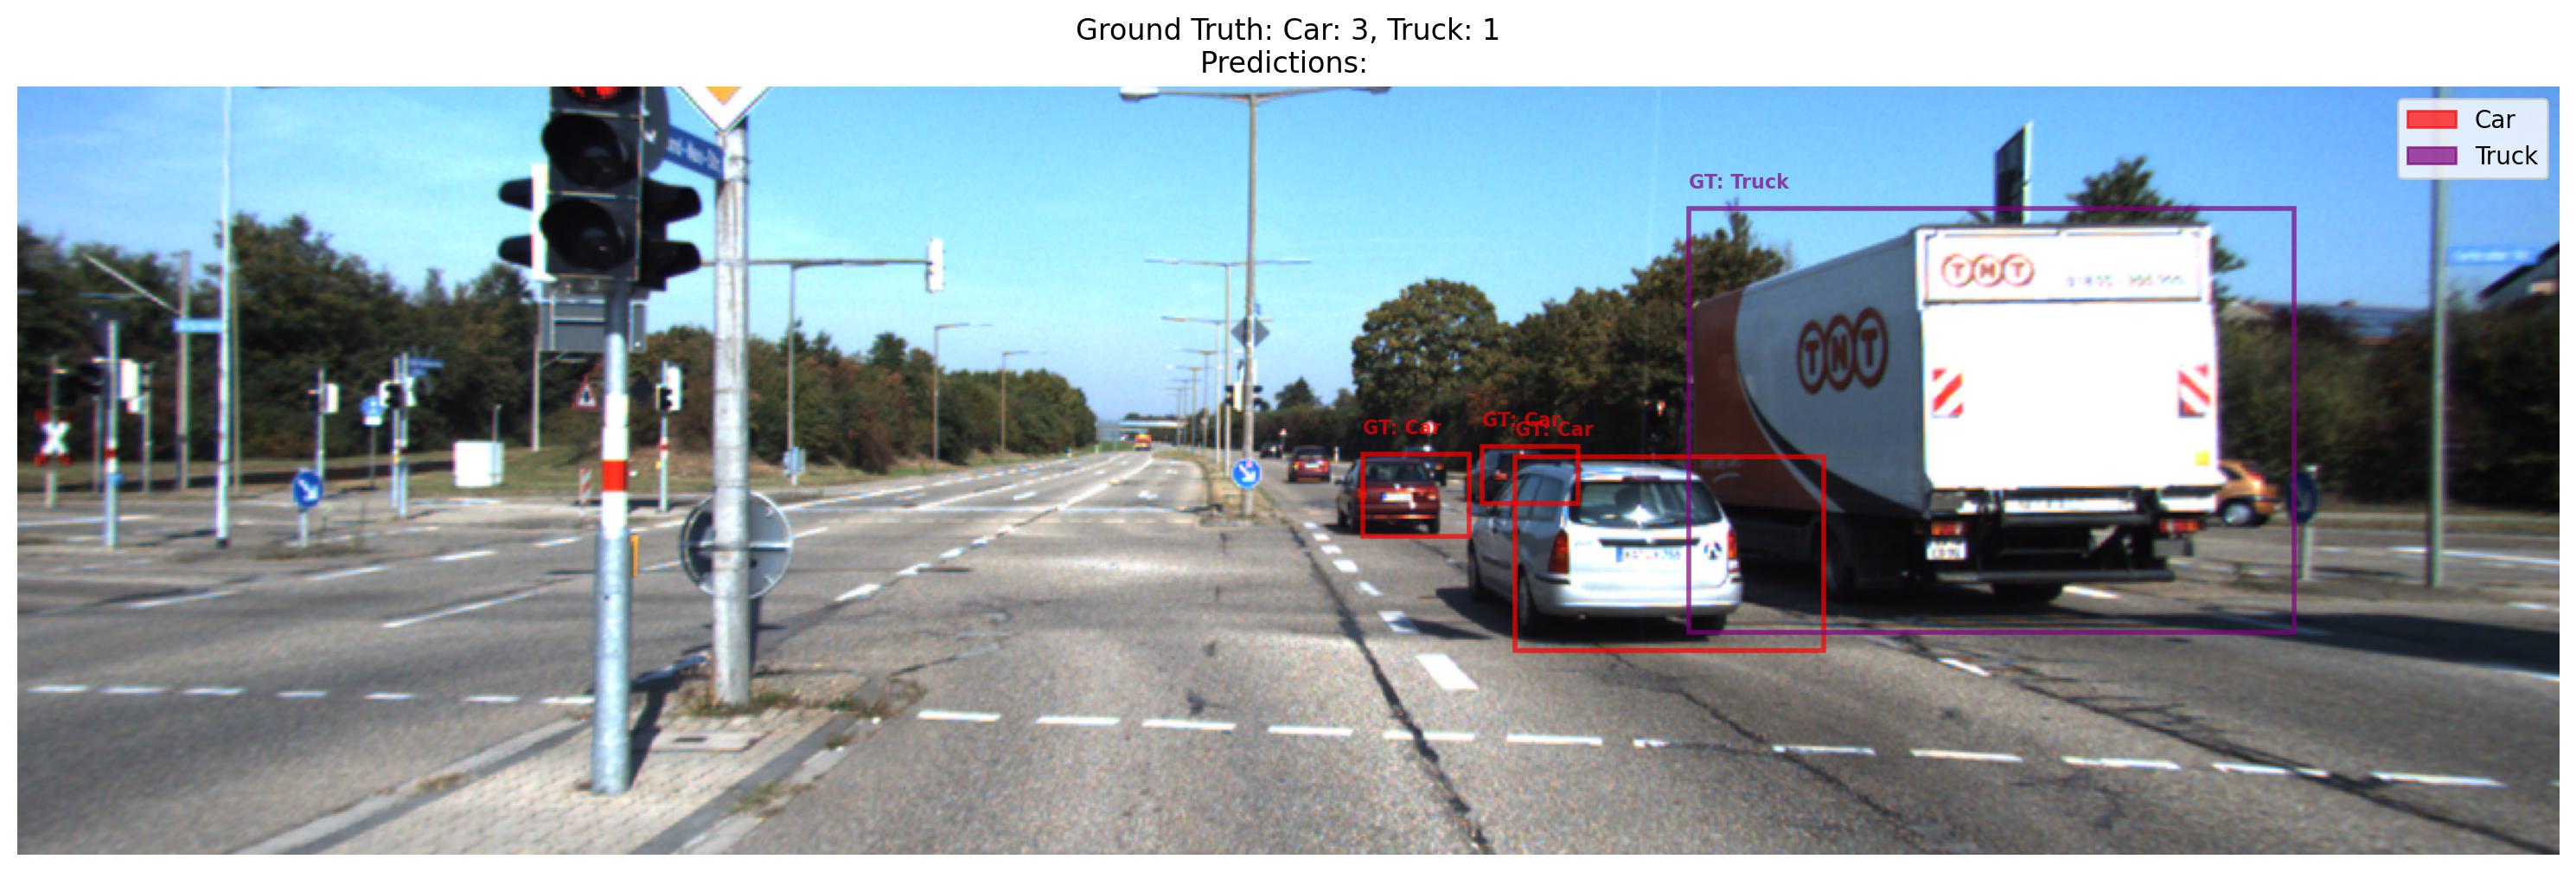 Ground Truth: Car: 3, Truck: 1
Predictions:
Car
Truck
GT: Truck
TNT
TNT
GT: Car
GT: Car
GT: Car